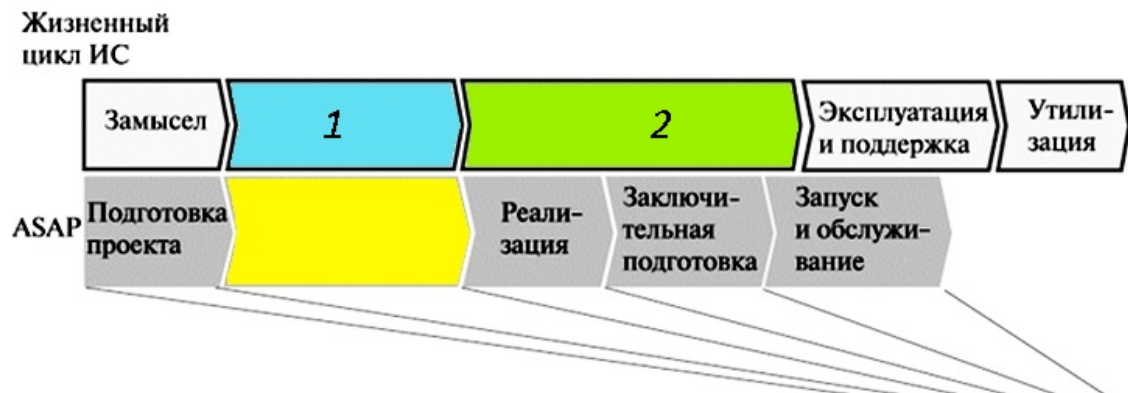 Жизненный
цикл ИС
Замысел
1
2
Эксплуатация
и поддержка
Утили-
зация
ASAP
Подготовка
проекта
Реали-
зация
Заключи-
тельная
подготовка
Запуск
и обслужи-
вание